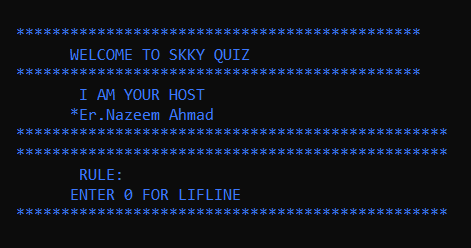 *********************************************
WELCOME TO SKKY QUIZ
*********************************************
I AM YOUR HOST
*Er.Nazeem Ahmad
************************************************
************************************************
RULE:
ENTER 0 FOR LIFLINE
************************************************